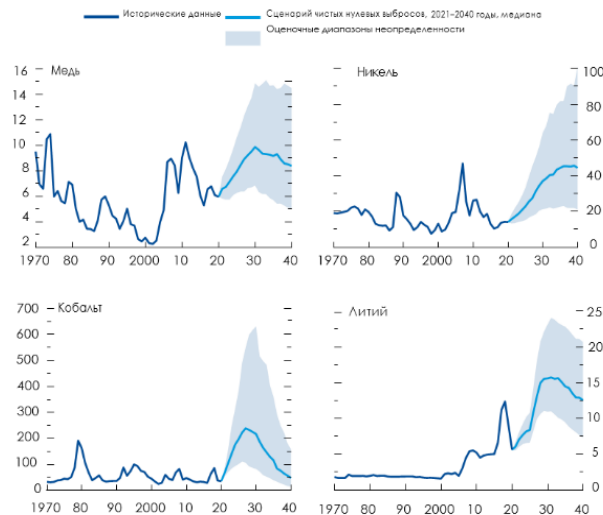 Исторические данные
Сценарий чистых нулевых выбросов, 2021–2040 годы, медиана
Оценочные диапазоны неопределенности
Медь
16
14
12
10
8
6
4
2
1970 80 90 2000 10 20 30 40
Никель
100
80
60
40
20
0
1970 80 90 2000 10 20 30 40
Кобальт
700
600
500
400
300
200
100
0
1970 80 90 2000 10 20 30 40
Литий
25
20
15
10
5
0
1970 80 90 2000 10 20 30 40